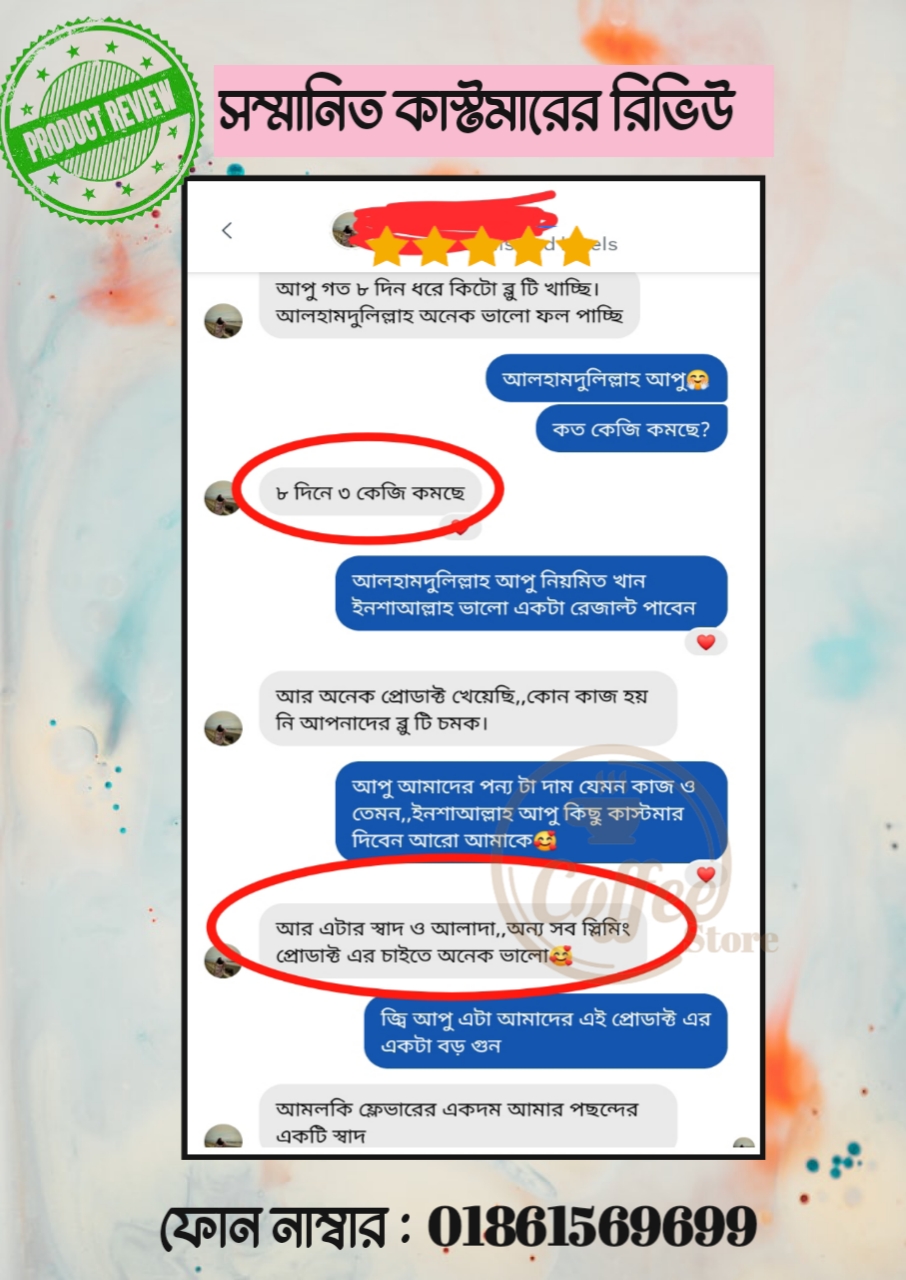 PRODUCT REVIEW
সম্মানিত কাস্টমারের রিভিউ
আপু গত ৮ দিন ধরে কিটো ব্লু টি খাচ্ছি।
আলহামদুলিল্লাহ অনেক ভালো ফল পাচ্ছি
আলহামদুলিল্লাহ আপু🤗
কত কেজি কমছে?
৮ দিনে ৩ কেজি কমছে
আলহামদুলিল্লাহ আপু নিয়মিত খান
ইনশাআল্লাহ ভালো একটা রেজাল্ট পাবেন
আর অনেক প্রোডাক্ট খেয়েছি,,কোন কাজ হয়
নি আপনাদের ব্লু টি চমক।
আপু আমাদের পন্য টা দাম যেমন কাজ ও
তেমন,,ইনশাআল্লাহ আপু কিছু কাস্টমার
দিবেন আরো আমাকে🥰
Coffee
Store
আর এটার স্বাদ ও আলাদা,,অন্য সব স্লিমিং
প্রোডাক্ট এর চাইতে অনেক ভালো🥰
জ্বি আপু এটা আমাদের এই প্রোডাক্ট এর
একটা বড় গুন
আমলকি ফ্লেভারের একদম আমার পছন্দের
একটি স্বাদ
ফোন নাম্বার : 01861569699